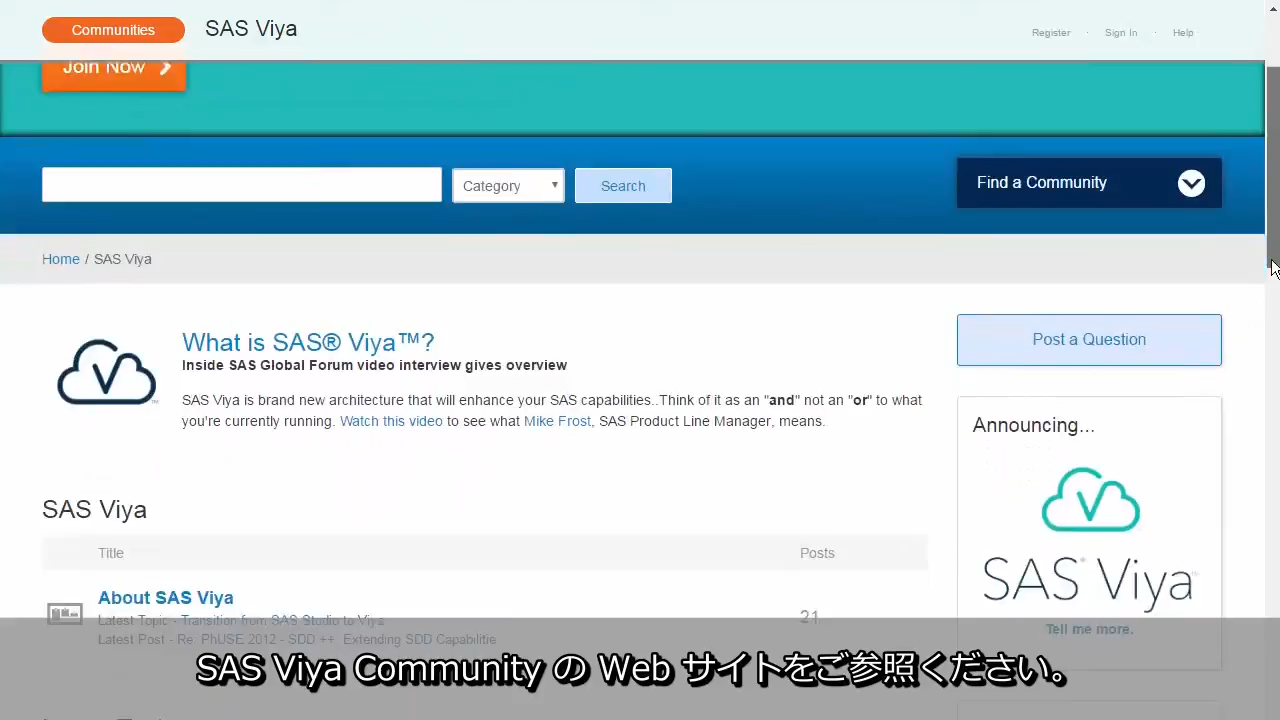 Communities
SAS Viya
Register · Sign In · Help
Join Now
Category
Search
Find a Community
Home / SAS Viya
What is SAS® Viya™?
Inside SAS Global Forum video interview gives overview
SAS Viya is brand new architecture that will enhance your SAS capabilities..Think of it as an "and" not an "or" to what
you're currently running. Watch this video to see what Mike Frost, SAS Product Line Manager, means.
Post a Question
Announcing...
SAS® Viya™
Tell me more.
SAS Viya
Title Posts
About SAS Viya
21
Latest Topic - Transition from SAS Studio to Viya
Latest Post - Re: PhUSE 2012 - SDD ++: Extending SDD Capabilitie
SAS Viya Community の Web サイトをご参照ください。